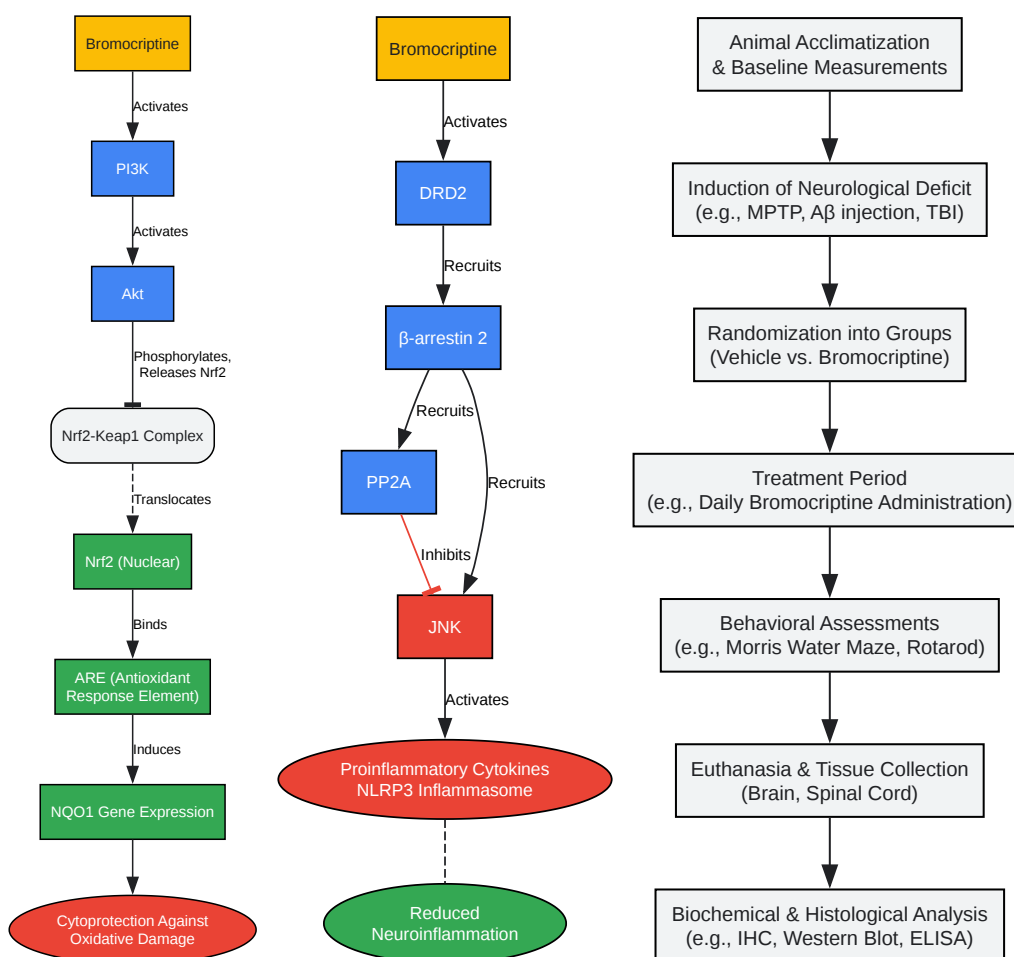 Bromocriptine
Activates
PI3K
Activates
Akt
Phosphorylates,
Releases Nrf2
Nrf2-Keap1 Complex
Translocates
Nrf2 (Nuclear)
Binds
ARE (Antioxidant
Response Element)
Induces
NQO1 Gene Expression
Cytoprotection Against
Oxidative Damage
Bromocriptine
Activates
DRD2
Recruits
β-arrestin 2
Recruits
PP2A
Recruits
Inhibits
JNK
Activates
Proinflammatory Cytokines
NLRP3 Inflammasome
Reduced
Neuroinflammation
Animal Acclimatization
& Baseline Measurements
Induction of Neurological Deficit
(e.g., MPTP, Aβ injection, TBI)
Randomization into Groups
(Vehicle vs. Bromocriptine)
Treatment Period
(e.g., Daily Bromocriptine Administration)
Behavioral Assessments
(e.g., Morris Water Maze, Rotarod)
Euthanasia & Tissue Collection
(Brain, Spinal Cord)
Biochemical & Histological Analysis
(e.g., IHC, Western Blot, ELISA)